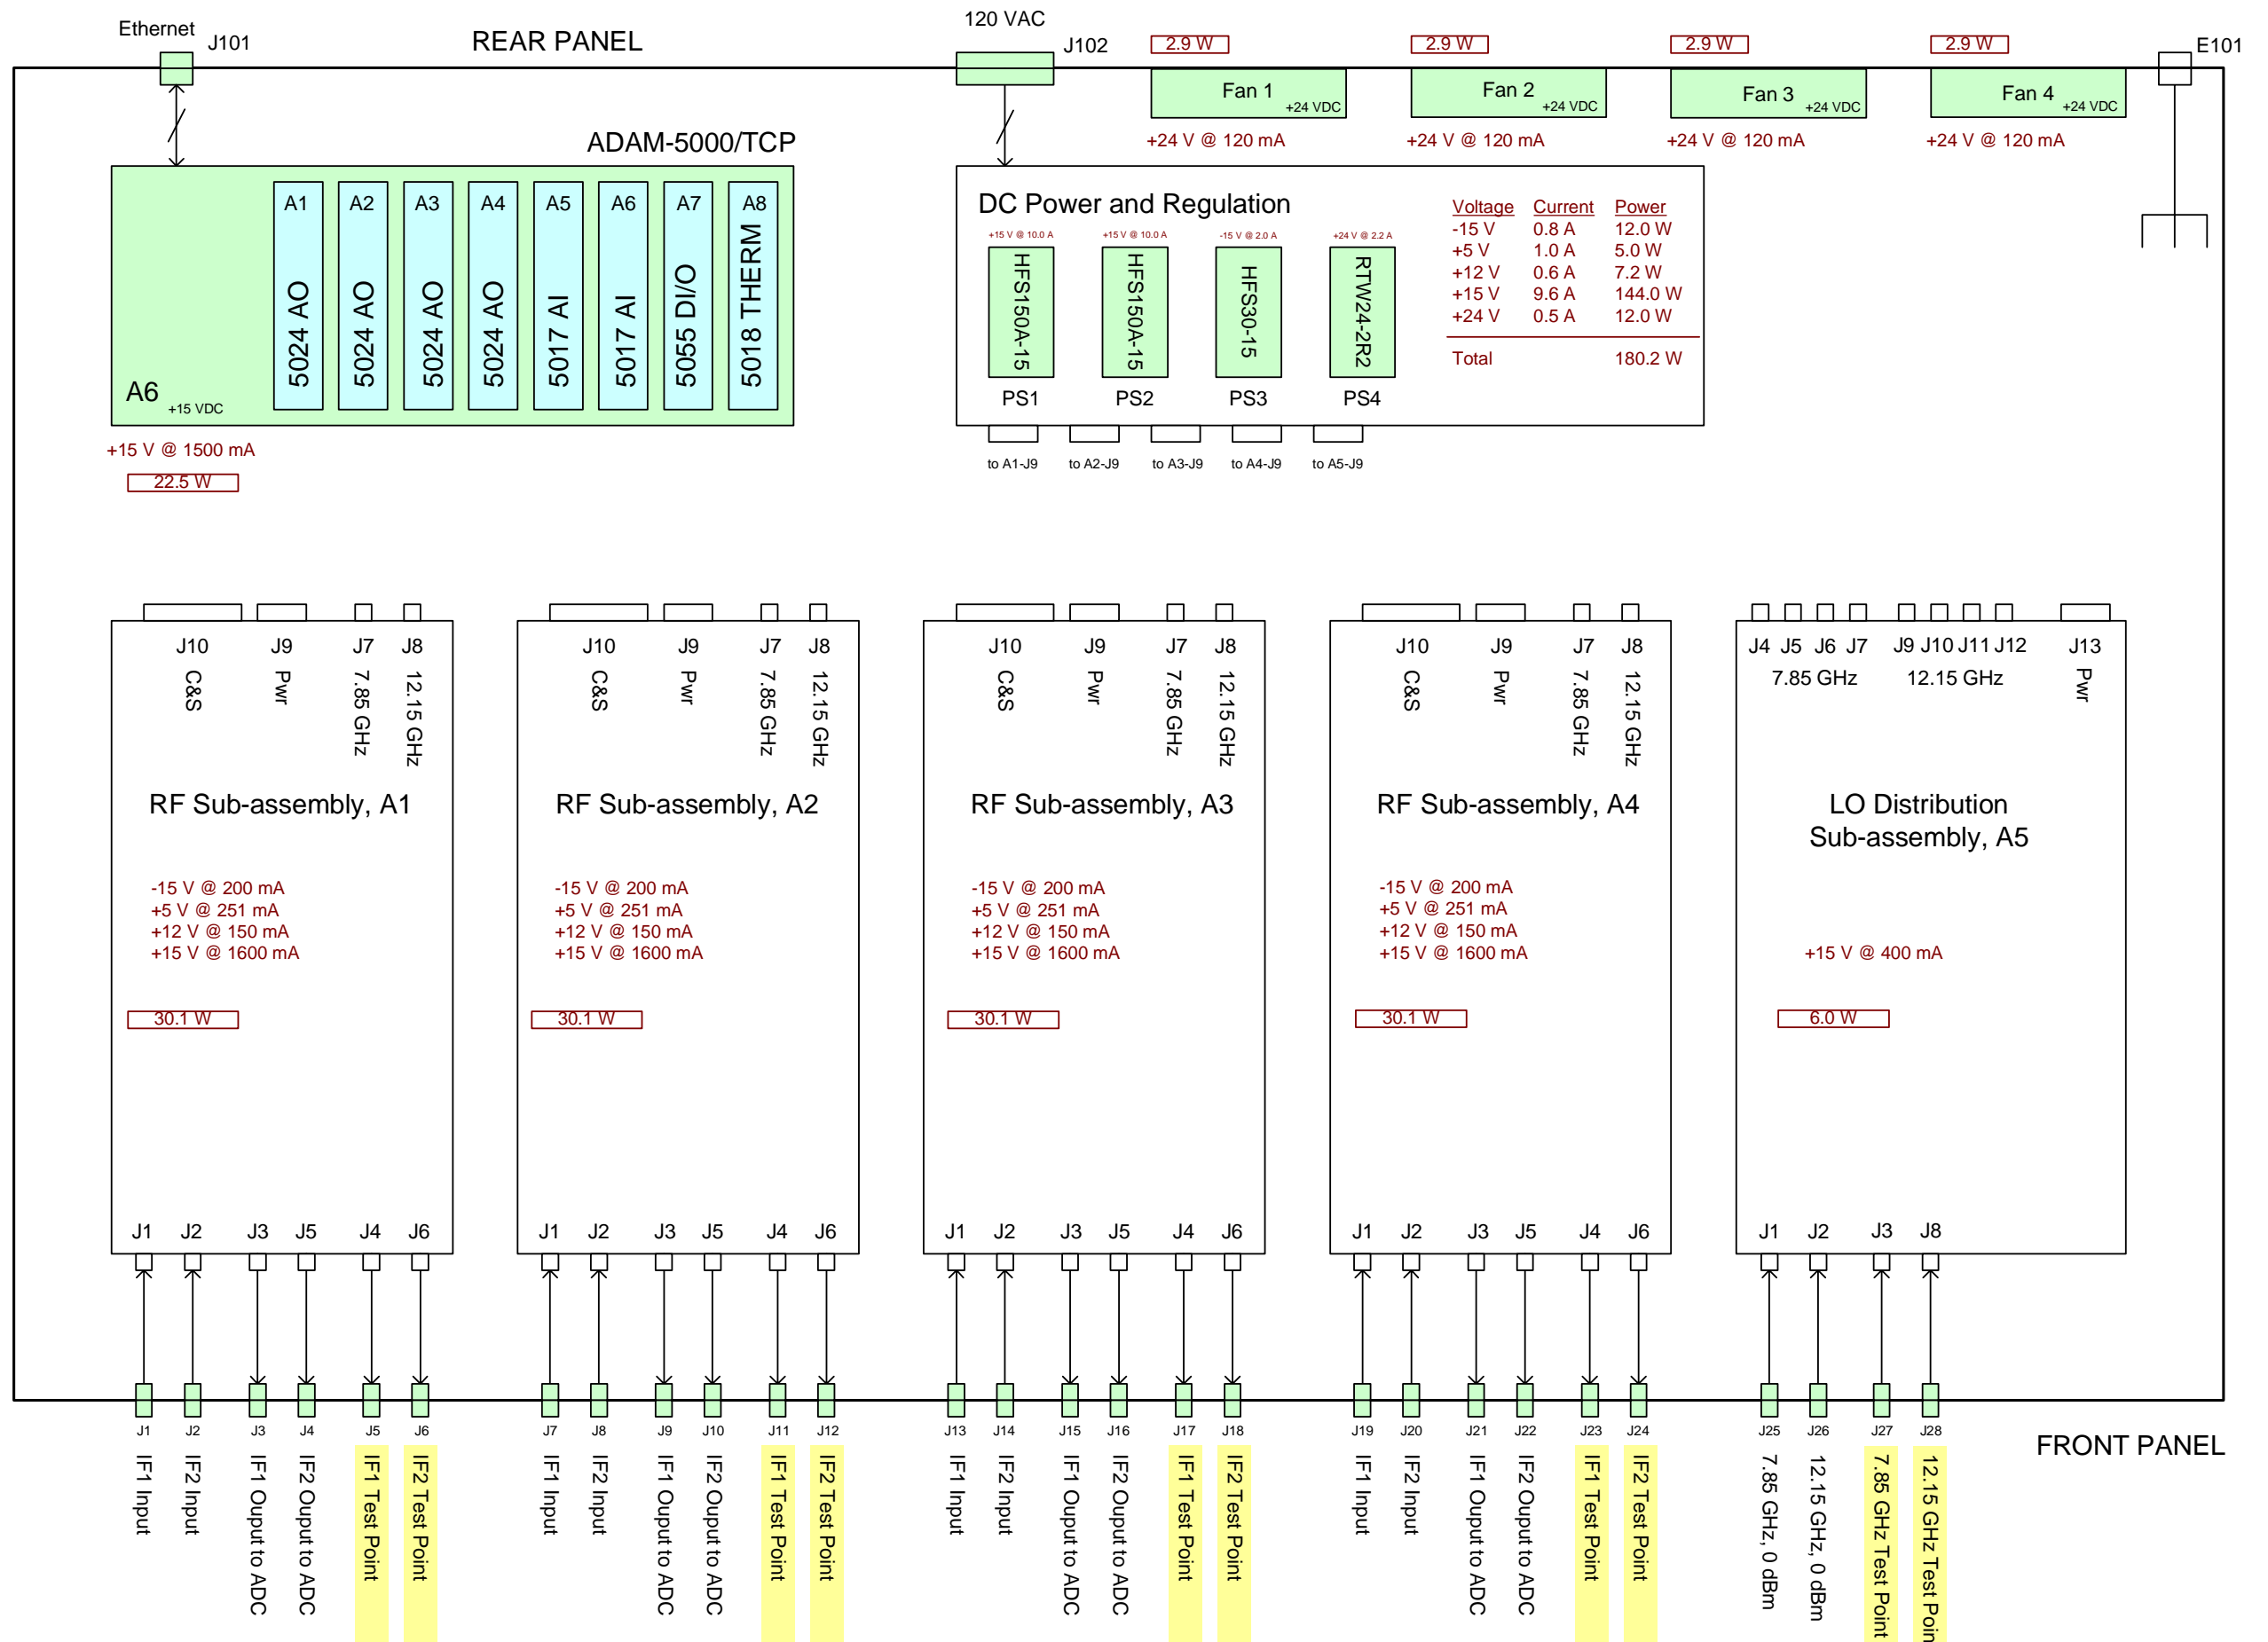 Ethernet
J101
REAR PANEL
120 VAC
J102
2.9 W
2.9 W
2.9 W
2.9 W
E101
Fan 1
+24 VDC
Fan 2
+24 VDC
Fan 3
+24 VDC
Fan 4
+24 VDC
+24 V @ 120 mA
+24 V @ 120 mA
+24 V @ 120 mA
+24 V @ 120 mA
ADAM-5000/TCP
A1
5024 AO
A2
5024 AO
A3
5024 AO
A4
5024 AO
A5
5017 AI
A6
5017 AI
A7
5055 DI/O
A8
5018 THERM
A6
+15 VDC
+15 V @ 1500 mA
22.5 W
DC Power and Regulation
+15 V @ 10.0 A
+15 V @ 10.0 A
-15 V @ 2.0 A
+24 V @ 2.2 A
HFS150A-15
HFS150A-15
HFS30-15
RTW24-2R2
PS1
PS2
PS3
PS4
Voltage Current Power
-15 V 0.8 A 12.0 W
+5 V 1.0 A 5.0 W
+12 V 0.6 A 7.2 W
+15 V 9.6 A 144.0 W
+24 V 0.5 A 12.0 W
Total 180.2 W
to A1-J9
to A2-J9
to A3-J9
to A4-J9
to A5-J9
J10
J9
J7
J8
C&S
Pwr
7.85 GHz
12.15 GHz
RF Sub-assembly, A1
-15 V @ 200 mA
+5 V @ 251 mA
+12 V @ 150 mA
+15 V @ 1600 mA
30.1 W
J1
J2
J3
J5
J4
J6
J10
J9
J7
J8
C&S
Pwr
7.85 GHz
12.15 GHz
RF Sub-assembly, A2
-15 V @ 200 mA
+5 V @ 251 mA
+12 V @ 150 mA
+15 V @ 1600 mA
30.1 W
J1
J2
J3
J5
J4
J6
J10
J9
J7
J8
C&S
Pwr
7.85 GHz
12.15 GHz
RF Sub-assembly, A3
-15 V @ 200 mA
+5 V @ 251 mA
+12 V @ 150 mA
+15 V @ 1600 mA
30.1 W
J1
J2
J3
J5
J4
J6
J10
J9
J7
J8
C&S
Pwr
7.85 GHz
12.15 GHz
RF Sub-assembly, A4
-15 V @ 200 mA
+5 V @ 251 mA
+12 V @ 150 mA
+15 V @ 1600 mA
30.1 W
J1
J2
J3
J5
J4
J6
J4 J5 J6 J7
J9 J10 J11 J12
J13
7.85 GHz
12.15 GHz
Pwr
LO Distribution
Sub-assembly, A5
+15 V @ 400 mA
6.0 W
J1
J2
J3
J8
J1
IF1 Input
J2
IF2 Input
J3
IF1 Ouput to ADC
J4
IF2 Ouput to ADC
J5
IF1 Test Point
J6
IF2 Test Point
J7
IF1 Input
J8
IF2 Input
J9
IF1 Ouput to ADC
J10
IF2 Ouput to ADC
J11
IF1 Test Point
J12
IF2 Test Point
J13
IF1 Input
J14
IF2 Input
J15
IF1 Ouput to ADC
J16
IF2 Ouput to ADC
J17
IF1 Test Point
J18
IF2 Test Point
J19
IF1 Input
J20
IF2 Input
J21
IF1 Ouput to ADC
J22
IF2 Ouput to ADC
J23
IF1 Test Point
J24
IF2 Test Point
J25
7.85 GHz, 0 dBm
J26
12.15 GHz, 0 dBm
J27
7.85 GHz Test Point
J28
12.15 GHz Test Poin
FRONT PANEL